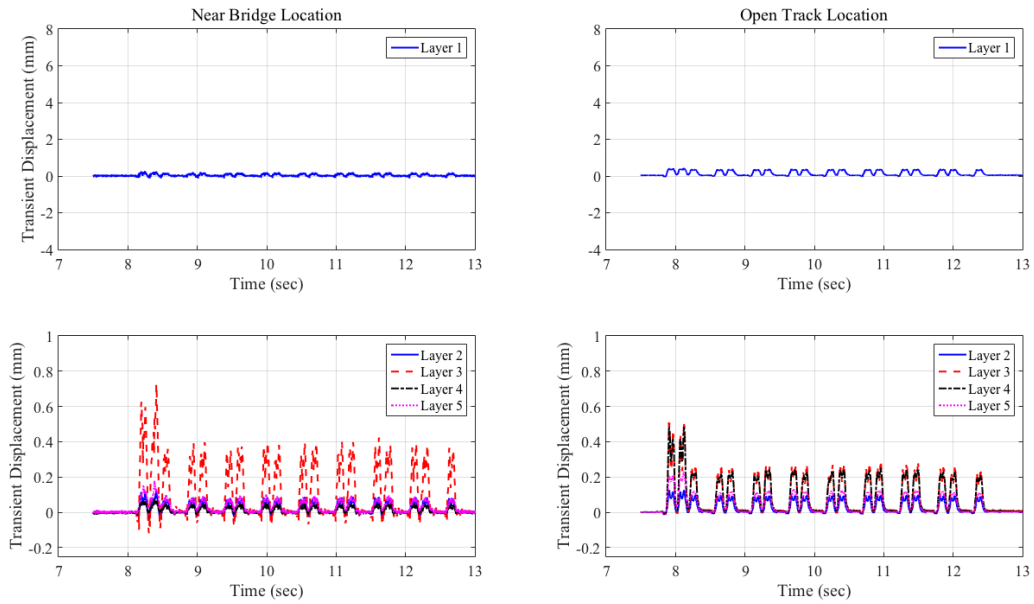 Near Bridge Location
Transient Displacement (mm)
8
6
4
2
0
-2
-4
7 8 9 10 11 12 13
Time (sec)
Layer 1
Open Track Location
Transient Displacement (mm)
8
6
4
2
0
-2
-4
7 8 9 10 11 12 13
Time (sec)
Layer 1
Transient Displacement (mm)
1
0.8
0.6
0.4
0.2
0
-0.2
7 8 9 10 11 12 13
Time (sec)
Layer 2
Layer 3
Layer 4
Layer 5
Transient Displacement (mm)
1
0.8
0.6
0.4
0.2
0
-0.2
7 8 9 10 11 12 13
Time (sec)
Layer 2
Layer 3
Layer 4
Layer 5